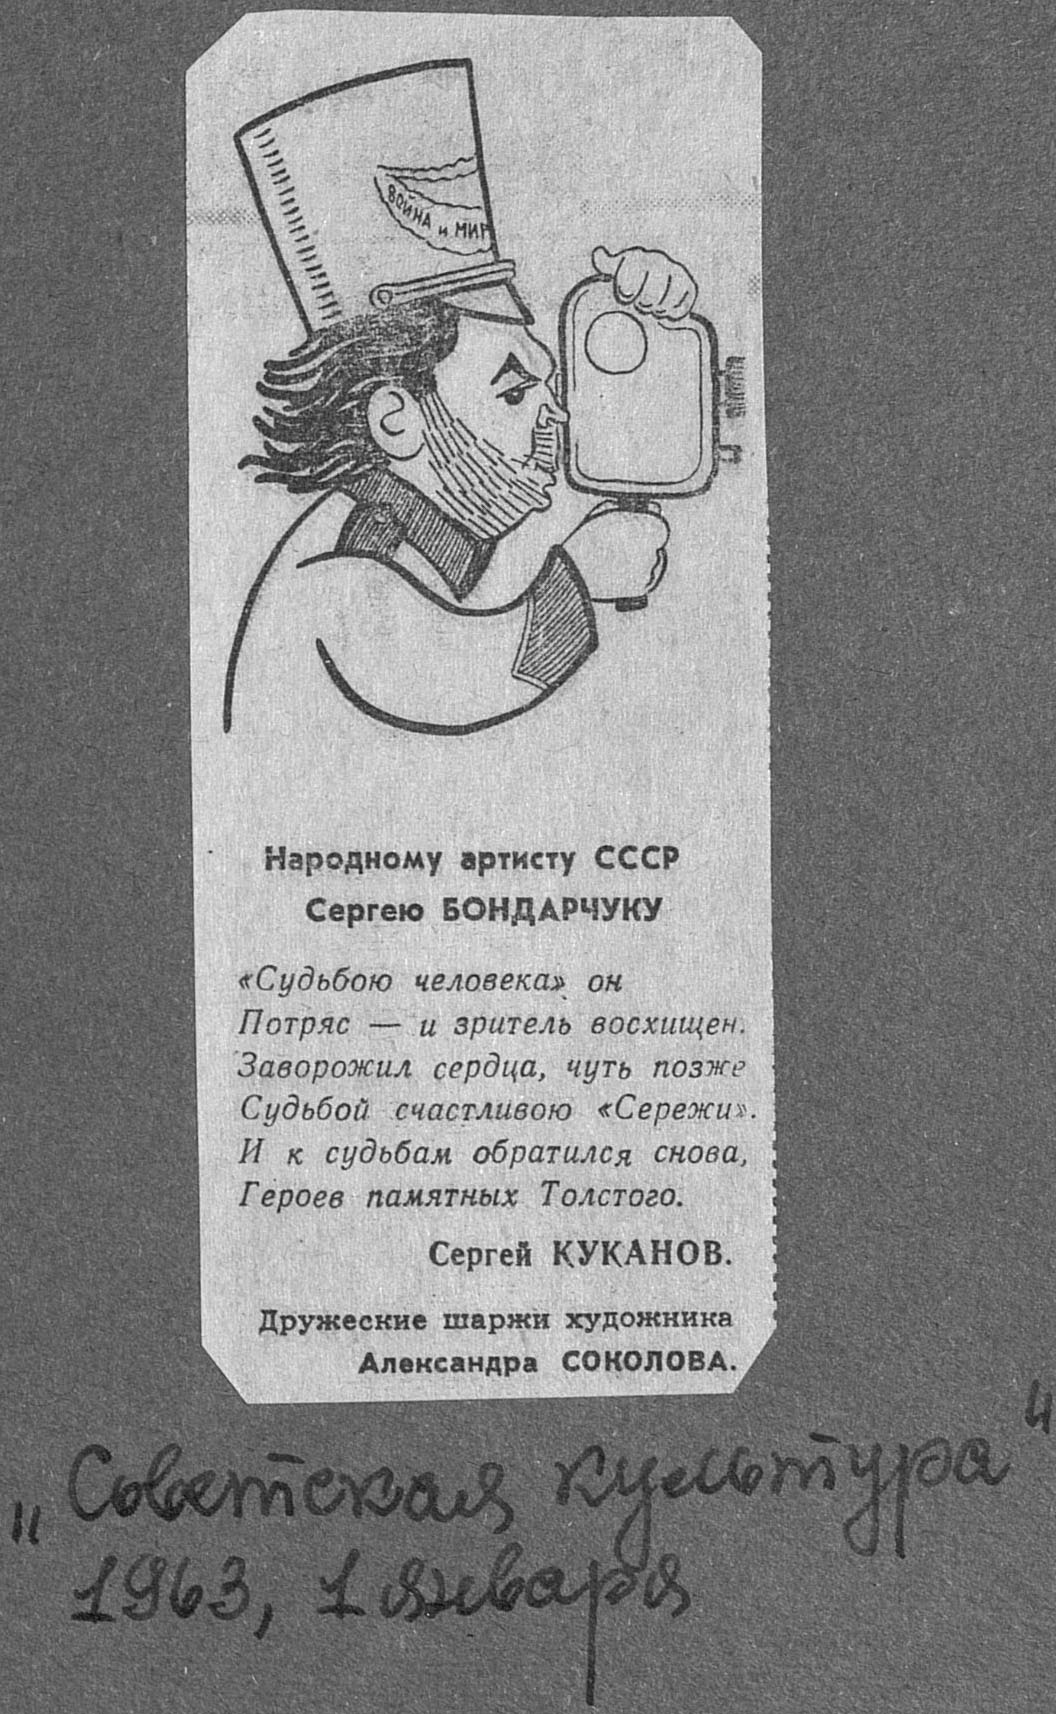 ВОЙНА и МИР
Народному артисту СССР
Сергею БОНДАРЧУКУ
«Судьбою человека» он
Потряс — и зритель восхищен.
Заворожил сердца, чуть позже
Судьбой счастливою «Сережи».
И к судьбам обратился снова,
Героев памятных Толстого.
Сергей КУКАНОВ.
Дружеские шаржи художника
Александра СОКОЛОВА.
„Советская культура"
1963, 1 января